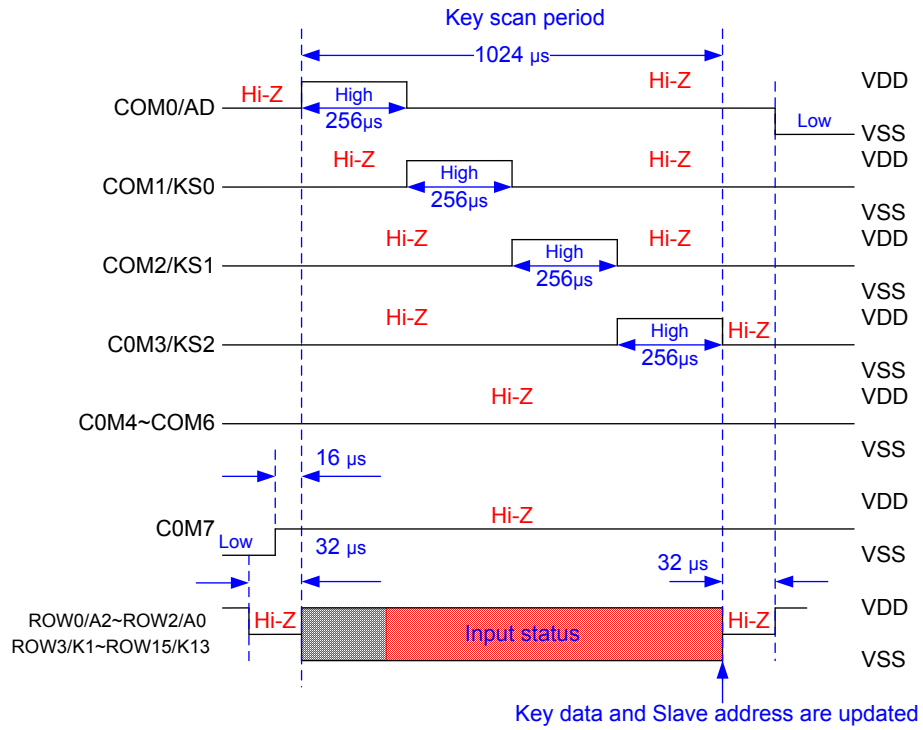 Key scan period
1024 µs
COM0/AD
Hi-Z
High
256µs
Hi-Z
Low
VDD
VSS
COM1/KS0
Hi-Z
High
256µs
Hi-Z
VDD
VSS
COM2/KS1
Hi-Z
High
256µs
Hi-Z
VDD
VSS
C0M3/KS2
Hi-Z
High
256µs
Hi-Z
VDD
VSS
C0M4~COM6
Hi-Z
VDD
VSS
16 µs
C0M7
Low
Hi-Z
VDD
VSS
32 µs
32 µs
ROW0/A2~ROW2/A0
ROW3/K1~ROW15/K13
Hi-Z
Input status
Hi-Z
VDD
VSS
Key data and Slave address are updated